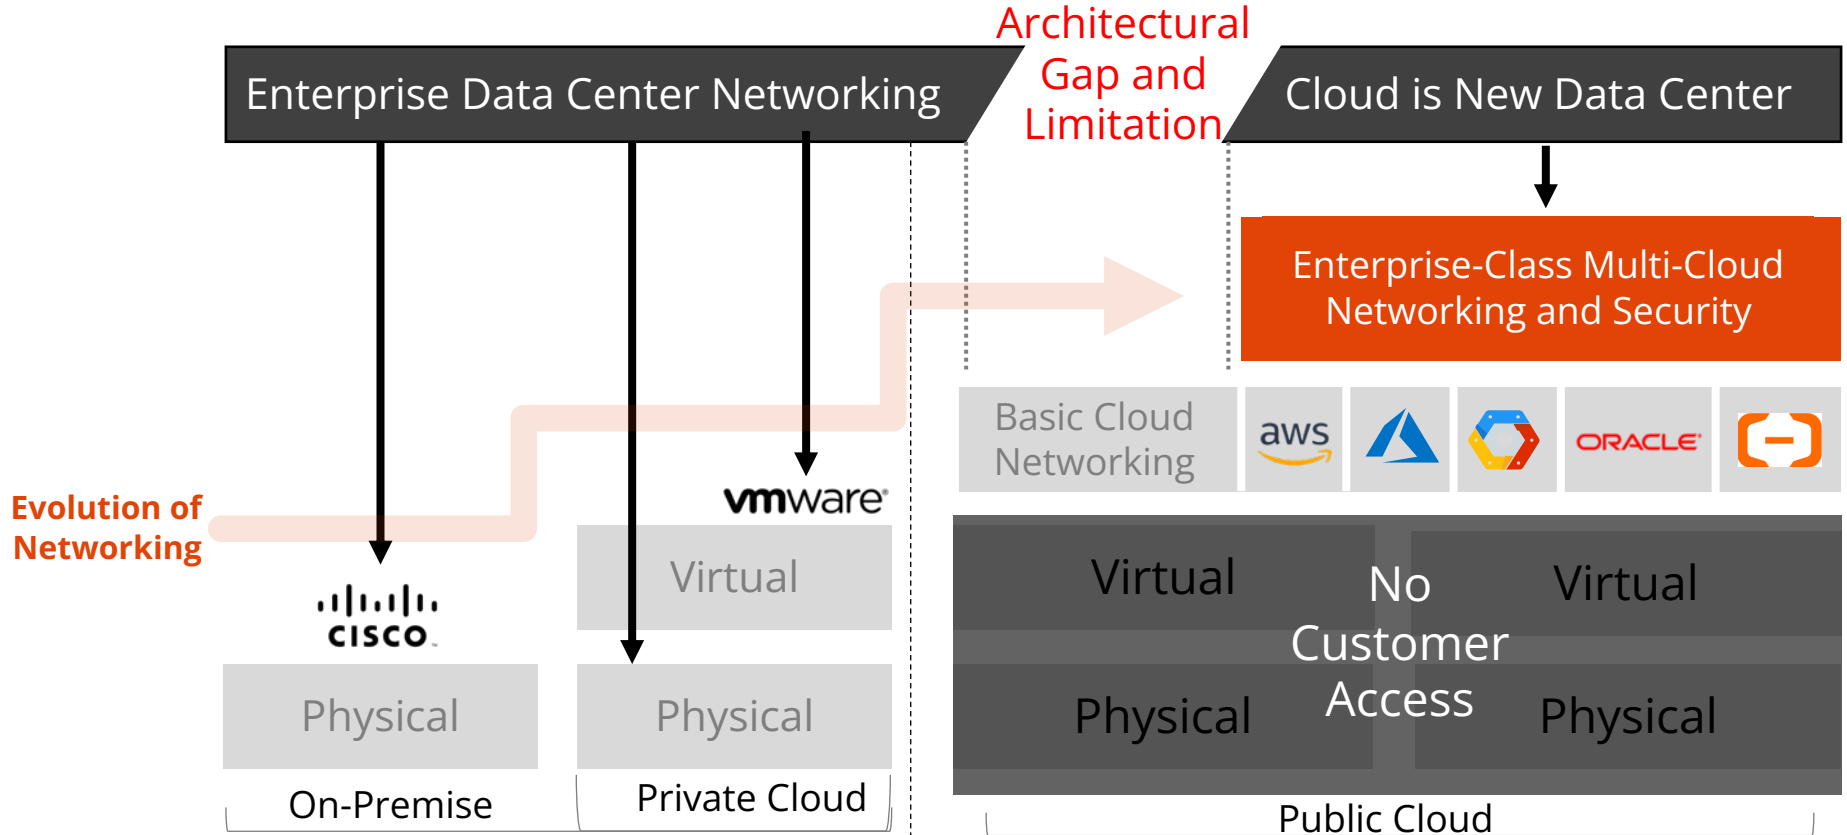 Architectural
Gap and
Limitation
Enterprise Data Center Networking
Cloud is New Data Center
Enterprise-Class Multi-Cloud
Networking and Security
Basic Cloud
Networking
aws
ORACLE
Evolution of
Networking
vmware
Virtual
CISCO
Physical
Physical
Virtual
Virtual
No
Customer
Access
Physical
Physical
On-Premise
Private Cloud
Public Cloud